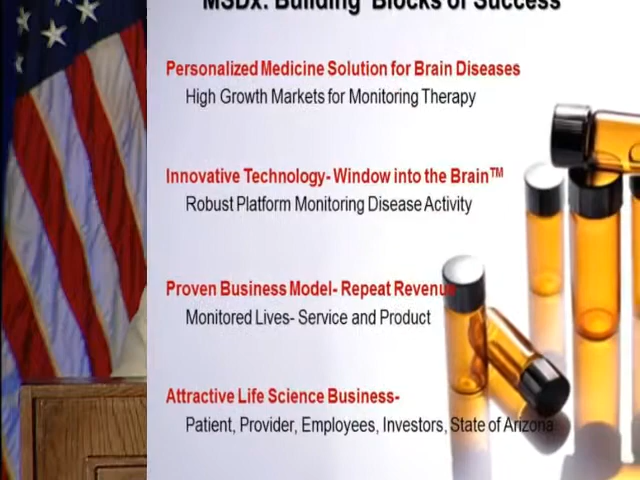 MSDx: Building Blocks of Success
Personalized Medicine Solution for Brain Diseases
High Growth Markets for Monitoring Therapy
Innovative Technology- Window into the Brain™
Robust Platform Monitoring Disease Activity
Proven Business Model- Repeat Revenue
Monitored Lives- Service and Product
Attractive Life Science Business-
Patient, Provider, Employees, Investors, State of Arizona